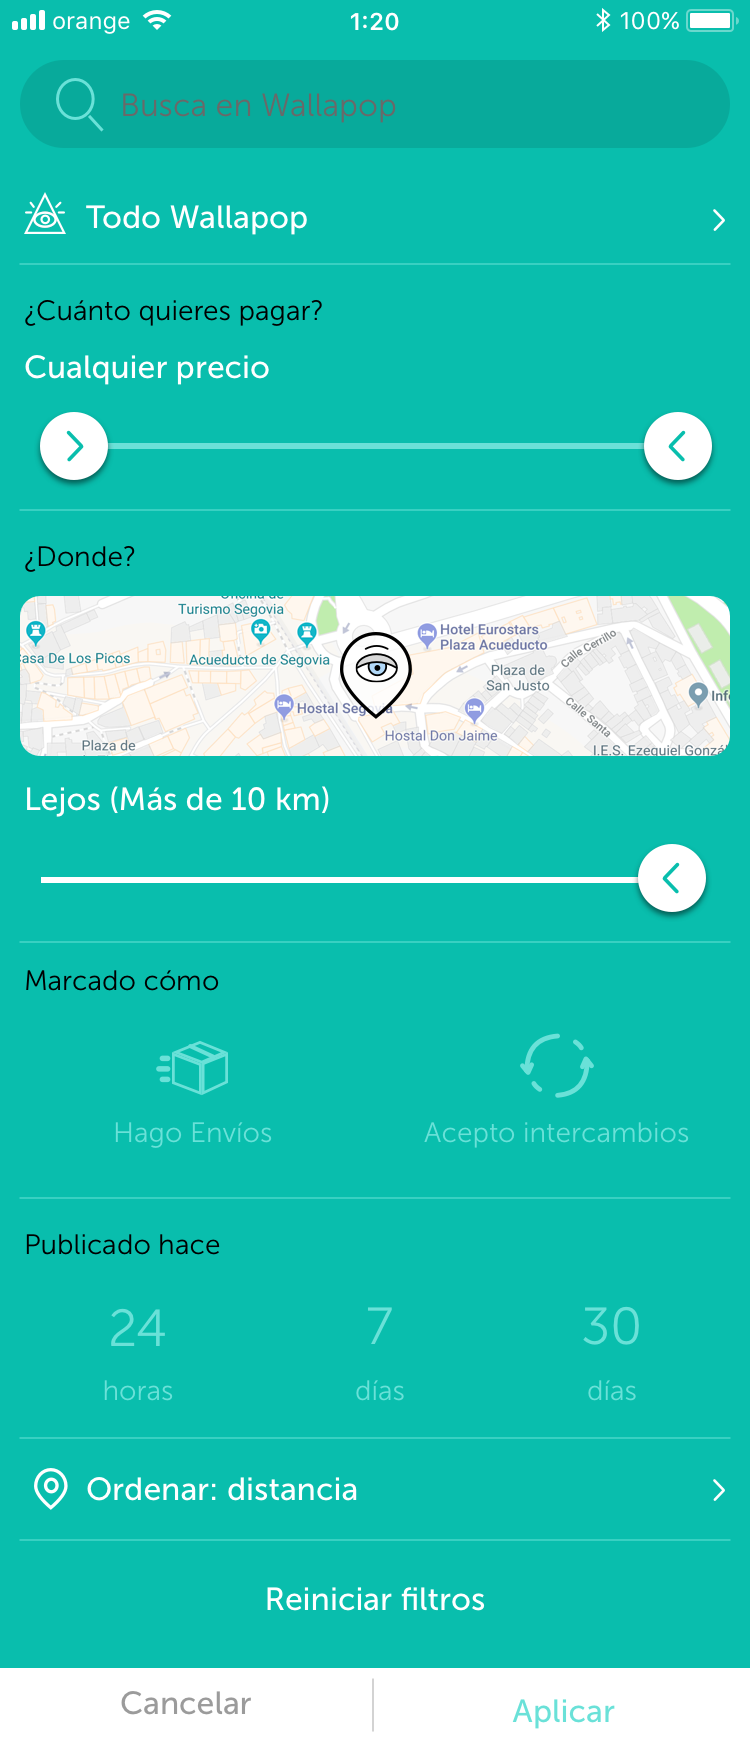 orange 1:20 100%
Busca en Wallapop
Todo Wallapop
¿Cuánto quieres pagar?
Cualquier precio
¿Donde?
Oficina de
Turismo Segovia
Hotel Eurostars
Plaza Acueducto
Calle Cerrillo
asa De Los Picos
Acueducto de Segovia
Plaza de
San Justo
Inf
Hostal Seg
Calle Santa
Hostal Don Jaime
Plaza de
I.E.S. Ezequiel Gonzál
Lejos (Más de 10 km)
Marcado cómo
Hago Envíos
Acepto intercambios
Publicado hace
24 7 30
horas días días
Ordenar: distancia
Reiniciar filtros
Cancelar
Aplicar